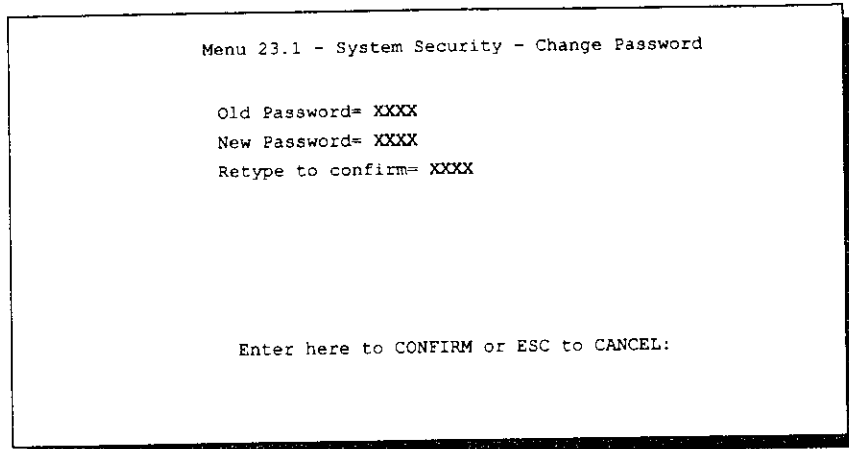 Menu 23.1 - System Security - Change Password
Old Password= XXXX
New Password= XXXX
Retype to confirm= XXXX
Enter here to CONFIRM or ESC to CANCEL: